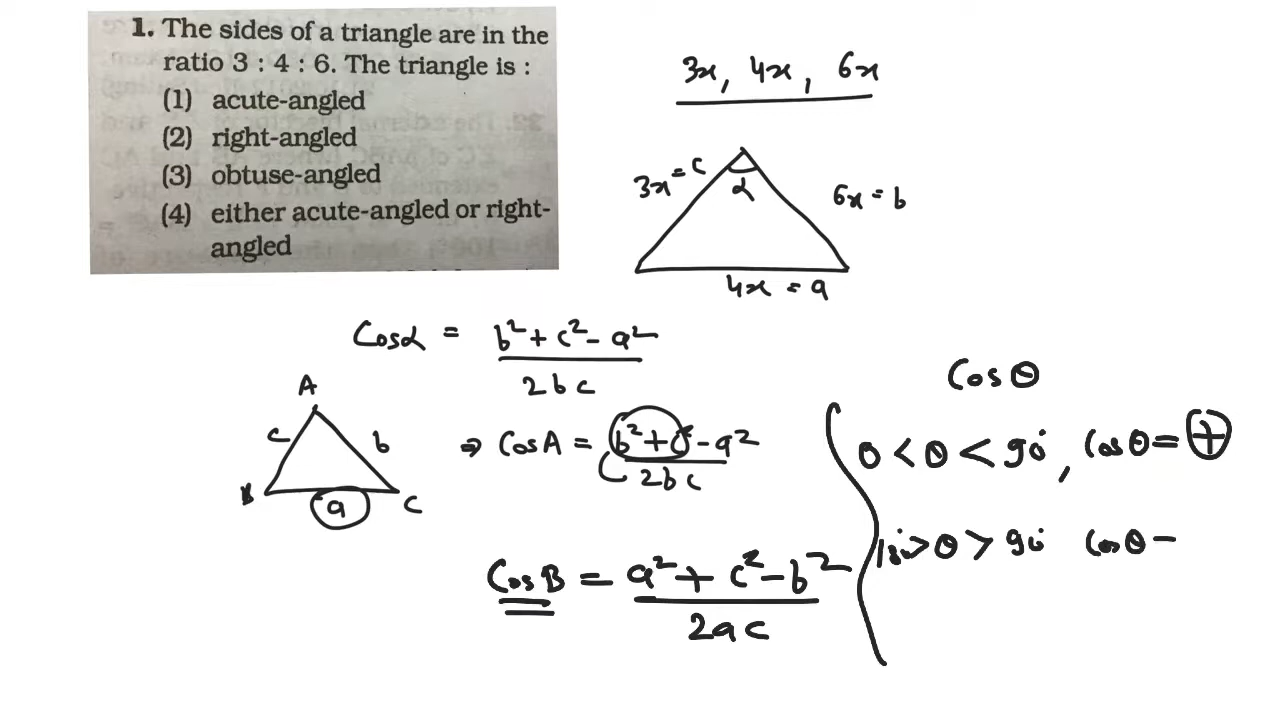 1. The sides of a triangle are in the
ratio 3 : 4 : 6. The triangle is :
(1) acute-angled
(2) right-angled
(3) obtuse-angled
(4) either acute-angled or right-
angled
3x, 4x, 6x
3x = c
α
6x = b
4x = a
Cosα = b² + c² - a²
2bc
A
c
b
B
a
C
⇒ CosA = b² + c² - a²
2bc
CosB = a² + c² - b²
2ac
Cosθ
0 < θ < 90°, Cosθ = +
180 > θ > 90° Cosθ -